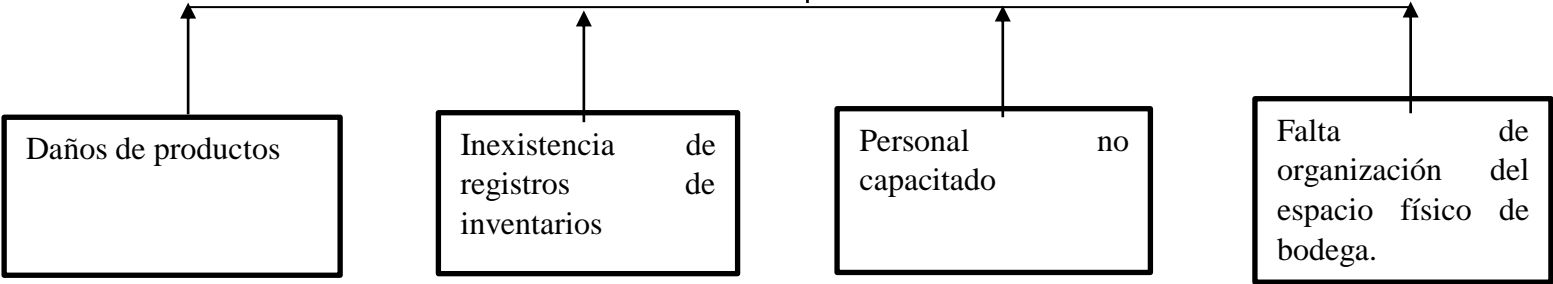 Daños de productos
Inexistencia de
registros de
inventarios
Personal no
capacitado
Falta de
organización del
espacio físico de
bodega.